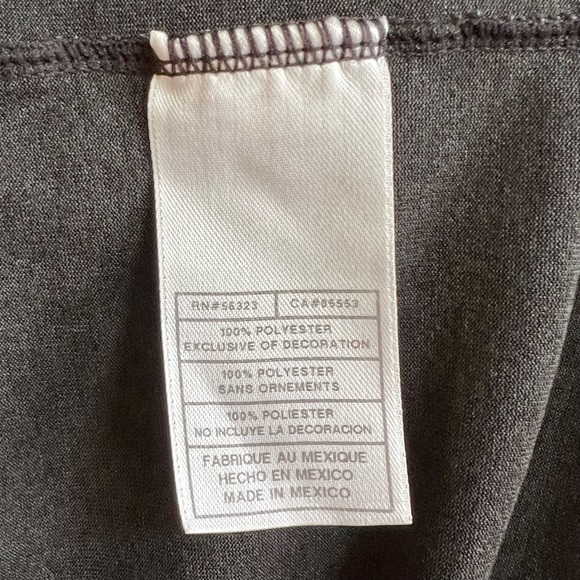 RN#56323 CA#05553
100% POLYESTER
EXCLUSIVE OF DECORATION
100% POLYESTER
SANS ORNEMENTS
100% POLIESTER
NO INCLUYE LA DECORACION
FABRIQUE AU MEXIQUE
HECHO EN MEXICO
MADE IN MEXICO